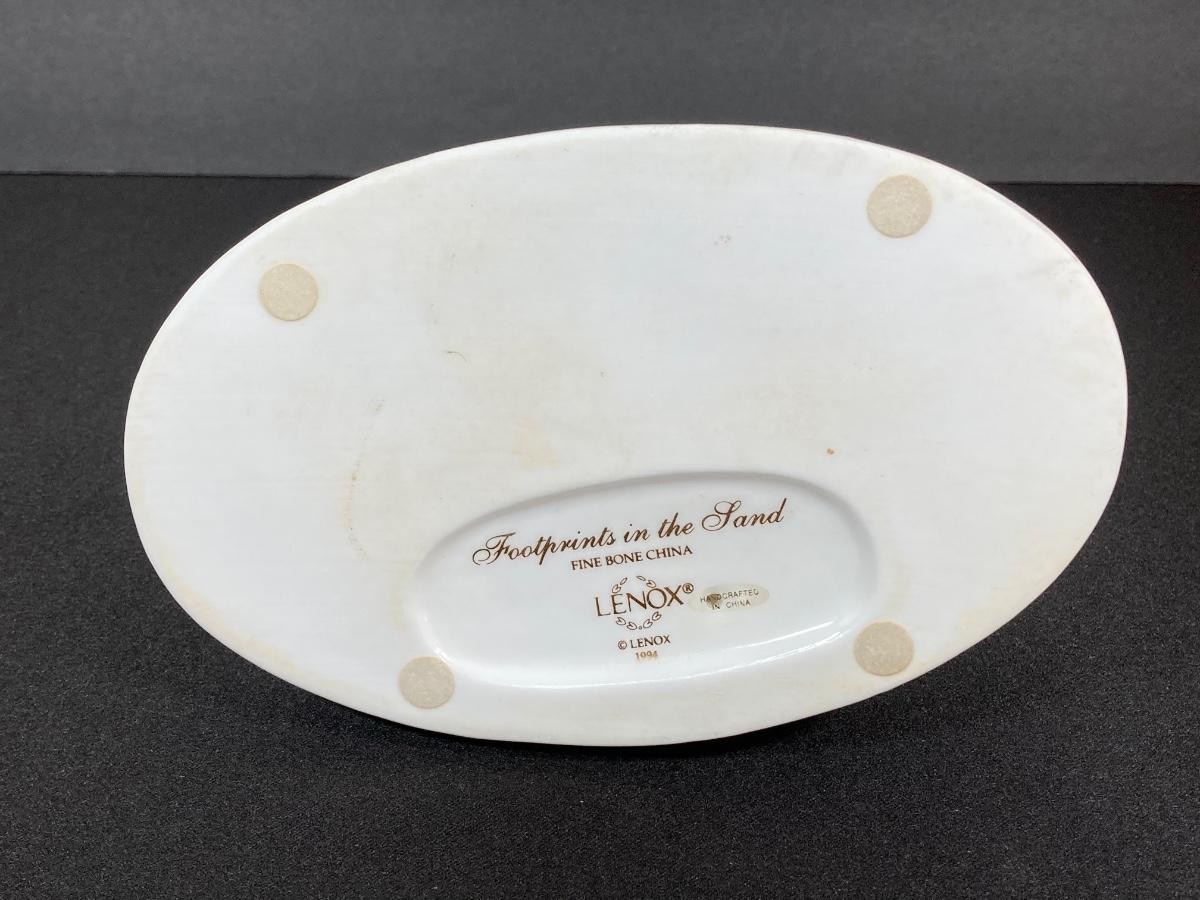 Footprints in the Sand
FINE BONE CHINA
LENOX®
HANDCRAFTED
IN CHINA
© LENOX
1994